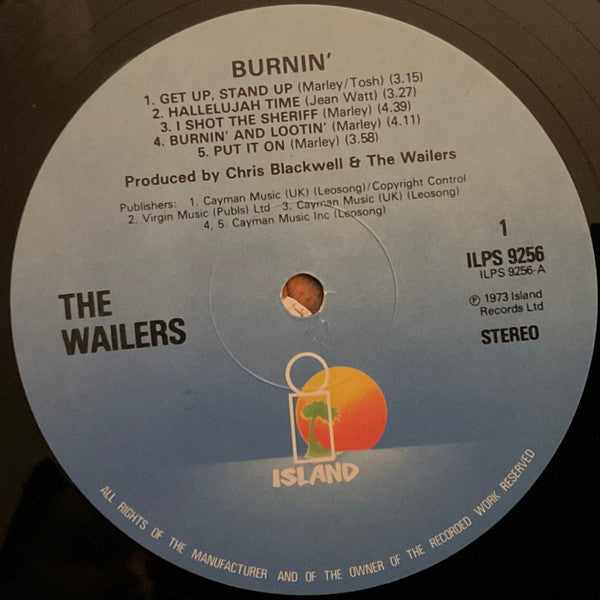 BURNIN'
1. GET UP, STAND UP (Marley/Tosh) (3.15)
2. HALLELUJAH TIME (Jean Watt) (3.27)
3. I SHOT THE SHERIFF (Marley) (4.39)
4. BURNIN' AND LOOTIN' (Marley) (4.11)
5. PUT IT ON (Marley) (3.58)
Produced by Chris Blackwell & The Wailers
Publishers: 1. Cayman Music (UK) (Leosong)/Copyright Control
2. Virgin Music (Publs) Ltd 3. Cayman Music (UK) (Leosong)
4, 5. Cayman Music Inc (Leosong)
1
ILPS 9256
ILPS 9256-A
℗ 1973 Island
Records Ltd
STEREO
THE
WAILERS
ISLAND
ALL RIGHTS OF THE MANUFACTURER AND OF THE OWNER OF THE RECORDED WORK RESERVED